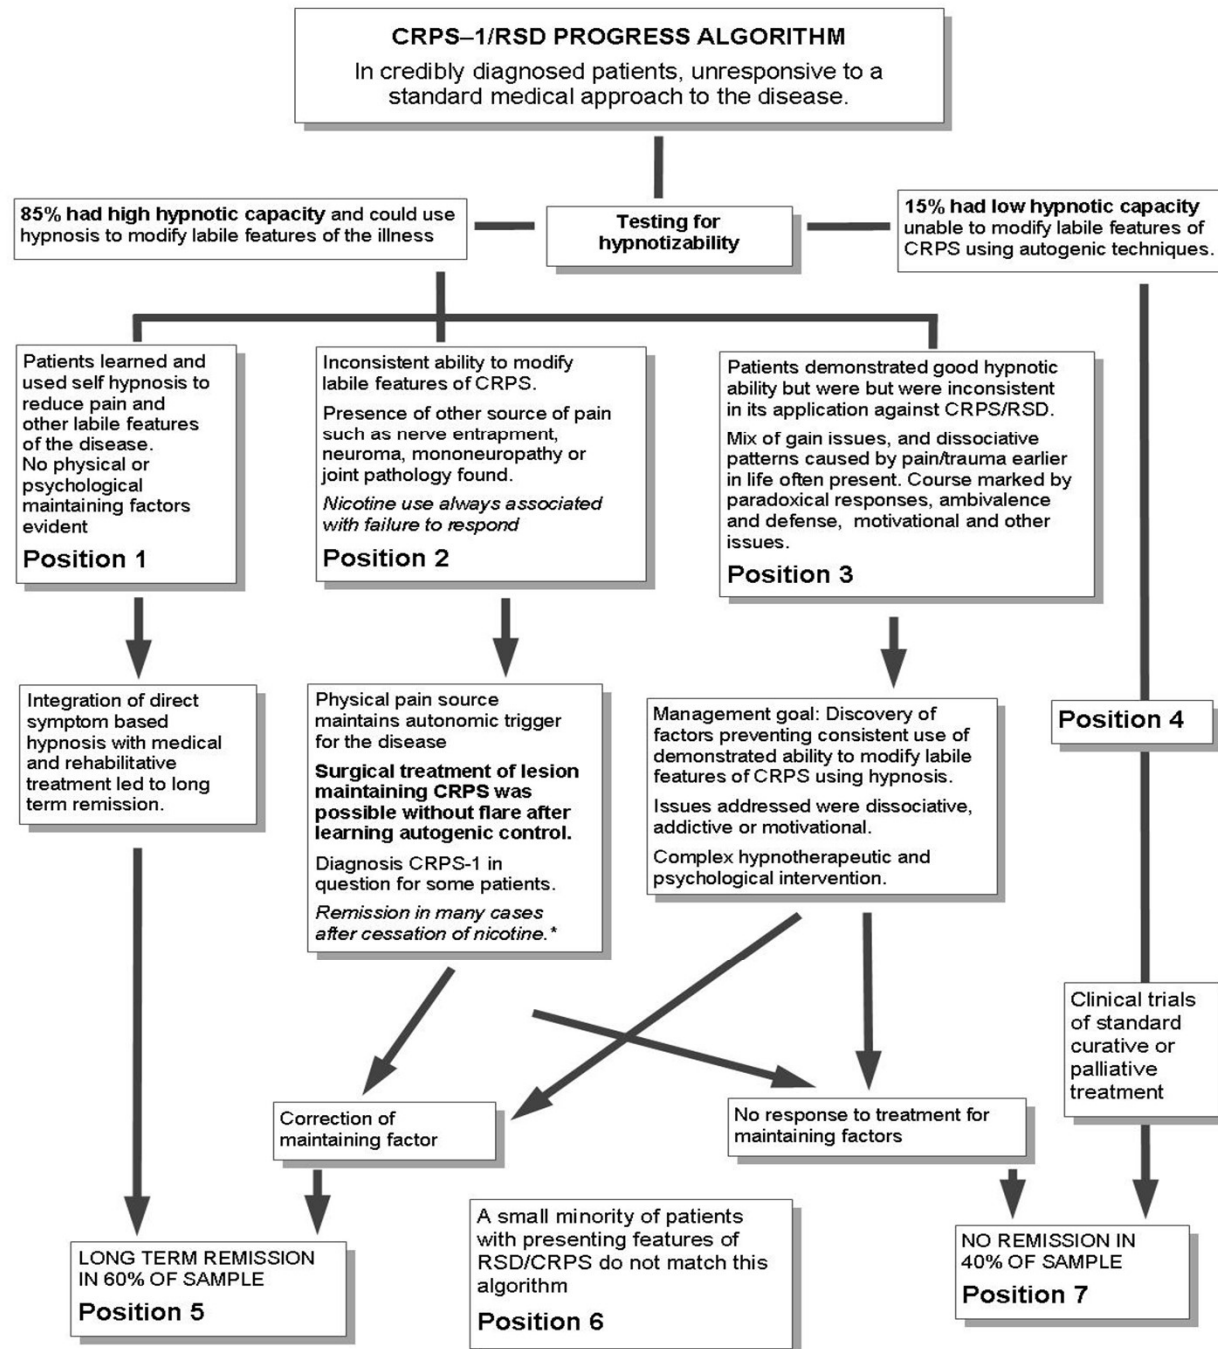 CRPS–1/RSD PROGRESS ALGORITHM
In credibly diagnosed patients, unresponsive to a
standard medical approach to the disease.
85% had high hypnotic capacity and could use
hypnosis to modify labile features of the illness
Testing for
hypnotizability
15% had low hypnotic capacity
unable to modify labile features of
CRPS using autogenic techniques.
Patients learned and
used self hypnosis to
reduce pain and
other labile features
of the disease.
No physical or
psychological
maintaining factors
evident
Position 1
Inconsistent ability to modify
labile features of CRPS.
Presence of other source of pain
such as nerve entrapment,
neuroma, mononeuropathy or
joint pathology found.
Nicotine use always associated
with failure to respond
Position 2
Patients demonstrated good hypnotic
ability but were but were inconsistent
in its application against CRPS/RSD.
Mix of gain issues, and dissociative
patterns caused by pain/trauma earlier
in life often present. Course marked by
paradoxical responses, ambivalence
and defense, motivational and other
issues.
Position 3
Integration of direct
symptom based
hypnosis with medical
and rehabilitative
treatment led to long
term remission.
Physical pain source
maintains autonomic trigger
for the disease
Surgical treatment of lesion
maintaining CRPS was
possible without flare after
learning autogenic control.
Diagnosis CRPS-1 in
question for some patients.
Remission in many cases
after cessation of nicotine.*
Management goal: Discovery of
factors preventing consistent use of
demonstrated ability to modify labile
features of CRPS using hypnosis.
Issues addressed were dissociative,
addictive or motivational.
Complex hypnotherapeutic and
psychological intervention.
Position 4
Clinical trials
of standard
curative or
palliative
treatment
Correction of
maintaining factor
No response to treatment for
maintaining factors
LONG TERM REMISSION
IN 60% OF SAMPLE
Position 5
A small minority of patients
with presenting features of
RSD/CRPS do not match this
algorithm
Position 6
NO REMISSION IN
40% OF SAMPLE
Position 7